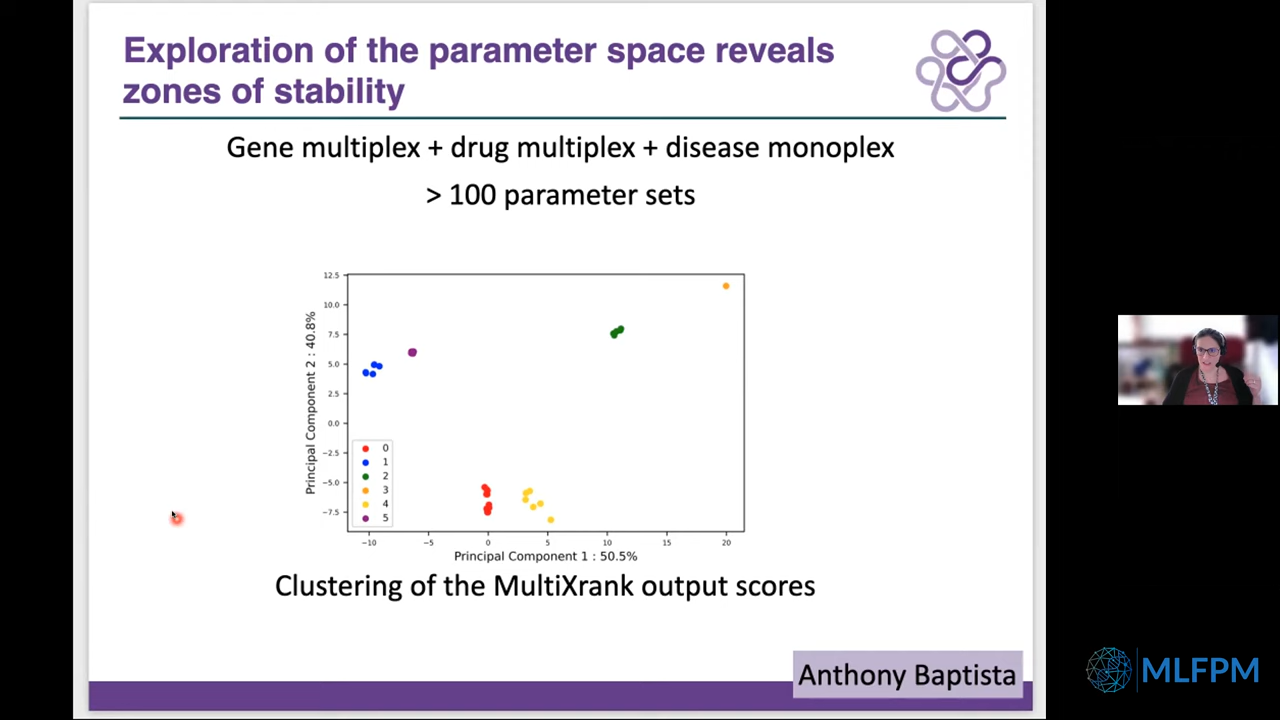 Exploration of the parameter space reveals
zones of stability
Gene multiplex + drug multiplex + disease monoplex
> 100 parameter sets
12.5
10.0
7.5
5.0
2.5
0.0
−2.5
−5.0
−7.5
Principal Component 2 : 40.8%
0
1
2
3
4
5
−10
−5
0
5
10
15
20
Principal Component 1 : 50.5%
Clustering of the MultiXrank output scores
Anthony Baptista
MLFPM